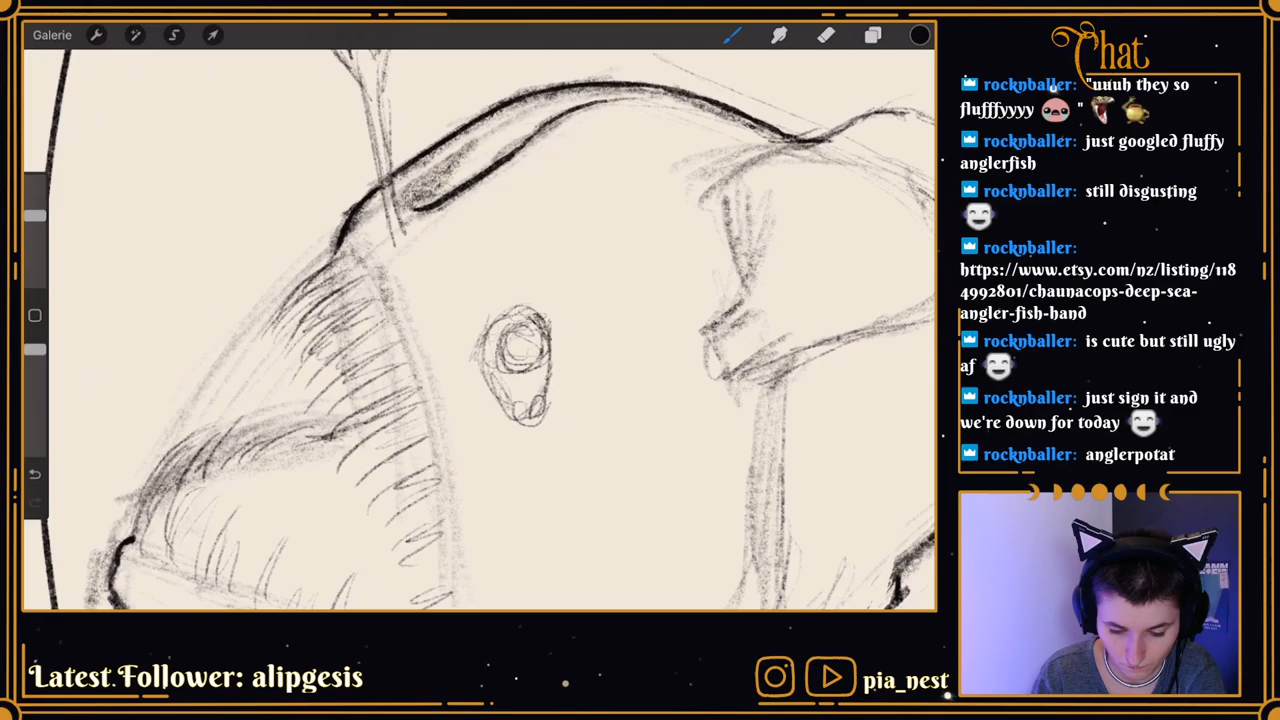 Galerie
Chat
rocknballer: "uuuh they so
flufffyyyy "
rocknballer: just googled fluffy
anglerfish
rocknballer: still disgusting
rocknballer:
https://www.etsy.com/nz/listing/118
4992801/chaunacops-deep-sea-
angler-fish-hand
rocknballer: is cute but still ugly
af
rocknballer: just sign it and
we're down for today
rocknballer: anglerpotat
Latest Follower: alipgesis
pia_nest